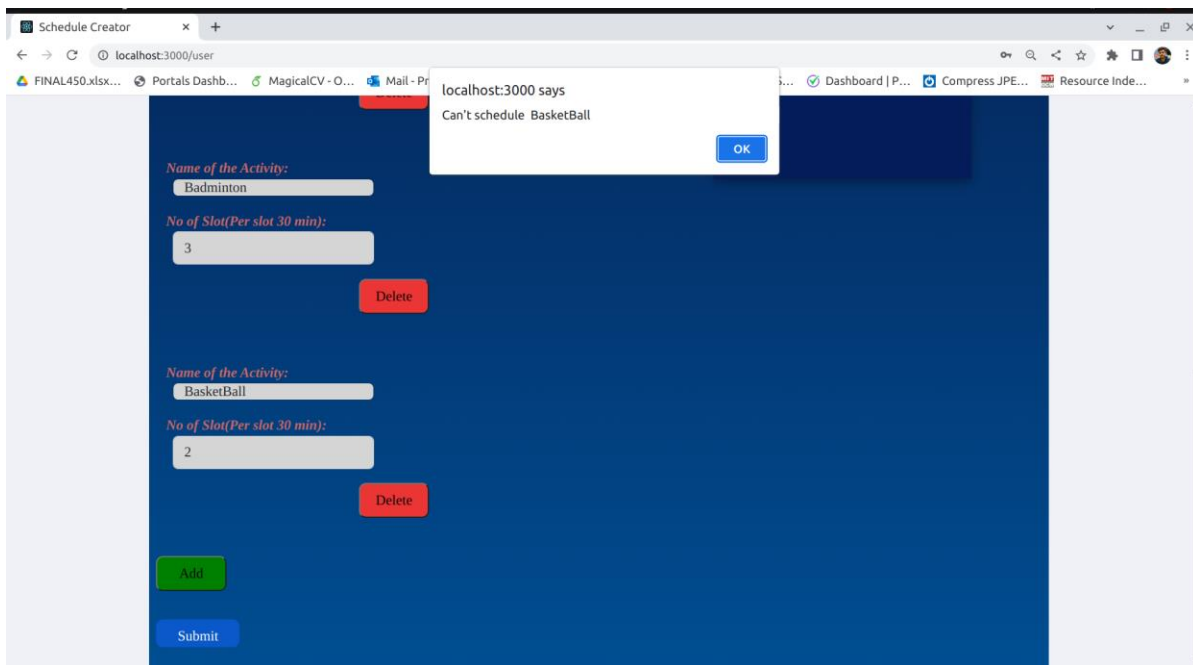 Schedule Creator
localhost:3000/user
FINAL450.xlsx... Portals Dashb... MagicalCV - O... Mail - Pr Dashboard | P... Compress JPE... Resource Inde... »
localhost:3000 says
Can't schedule BasketBall
OK
Name of the Activity:
Badminton
No of Slot(Per slot 30 min):
3
Delete
Name of the Activity:
BasketBall
No of Slot(Per slot 30 min):
2
Delete
Add
Submit